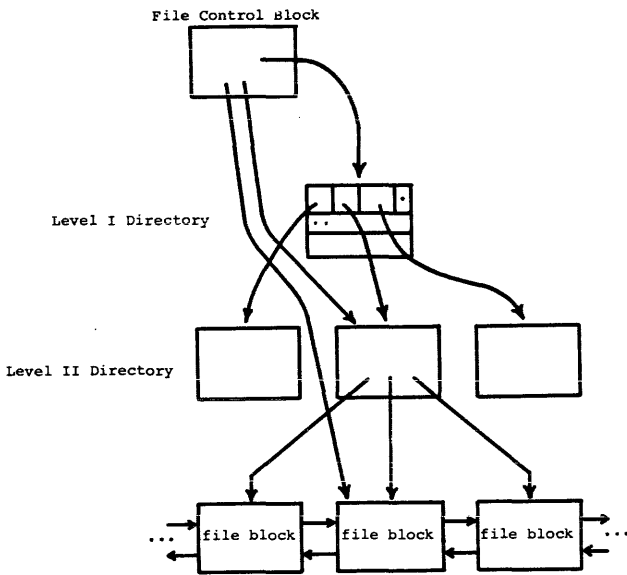 File Control Block
Level I Directory
..
Level II Directory
...
file block
file block
file block
...